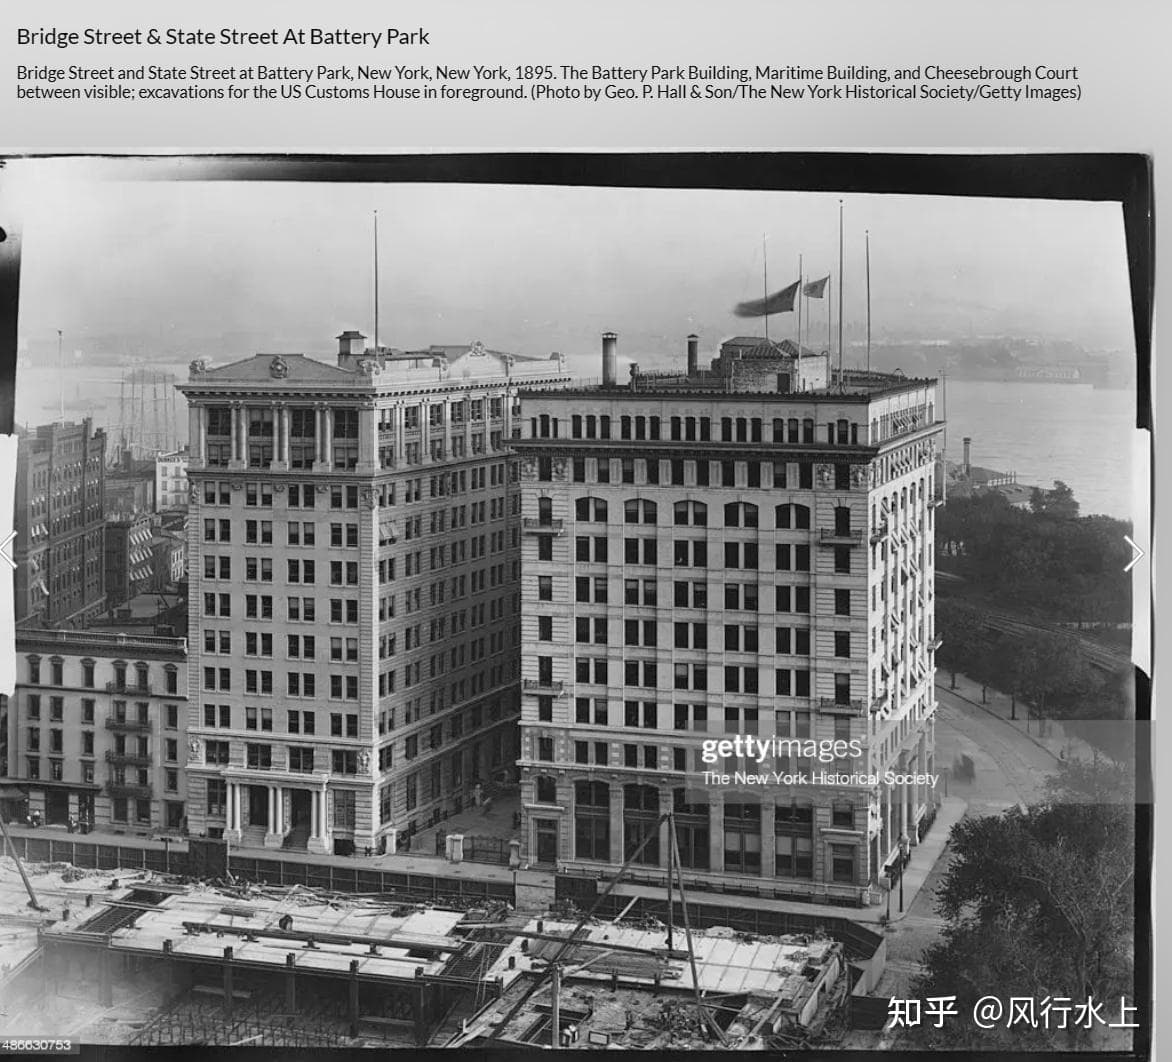 Bridge Street & State Street At Battery Park
Bridge Street and State Street at Battery Park, New York, New York, 1895. The Battery Park Building, Maritime Building, and Cheesebrough Court
between visible; excavations for the US Customs House in foreground. (Photo by Geo. P. Hall & Son/The New York Historical Society/Getty Images)
gettyimages
The New York Historical Society
知乎 @风行水上
486630753